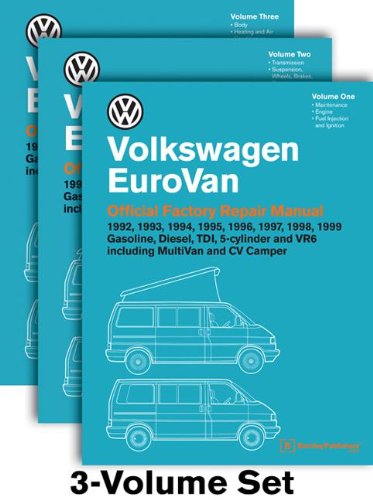 Volume Three
• Body
• Heating and Air
Volume Two
• Transmission
• Suspension,
Wheels, Brakes,
Volume One
• Maintenance
• Engine
• Fuel Injection
and Ignition
Volkswagen
EuroVan
Official Factory Repair Manual
1992, 1993, 1994, 1995, 1996, 1997, 1998, 1999
Gasoline, Diesel, TDI, 5-cylinder and VR6
including MultiVan and CV Camper
BentleyPublishers
3-Volume Set